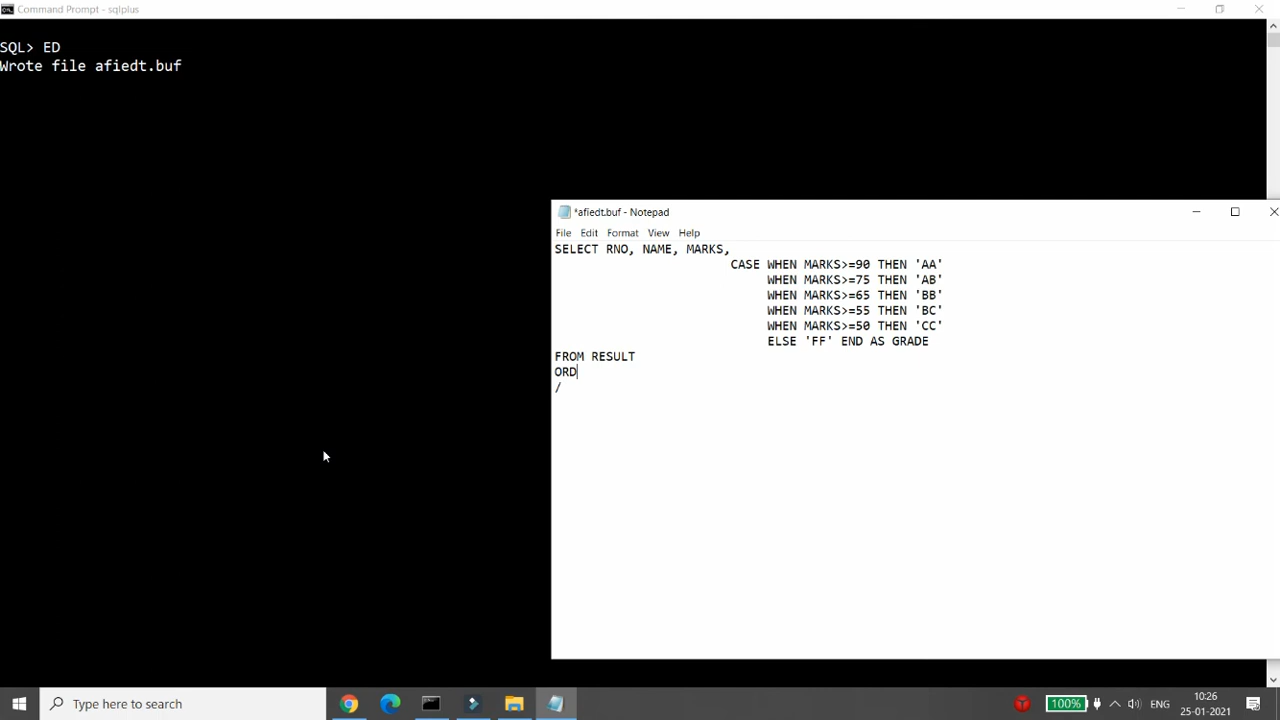 Command Prompt - sqlplus
SQL> ED
Wrote file afiedt.buf
*afiedt.buf - Notepad
File Edit Format View Help
SELECT RNO, NAME, MARKS,
CASE WHEN MARKS>=90 THEN 'AA'
WHEN MARKS>=75 THEN 'AB'
WHEN MARKS>=65 THEN 'BB'
WHEN MARKS>=55 THEN 'BC'
WHEN MARKS>=50 THEN 'CC'
ELSE 'FF' END AS GRADE
FROM RESULT
ORD
/
Type here to search
100%
ENG
10:26
25-01-2021